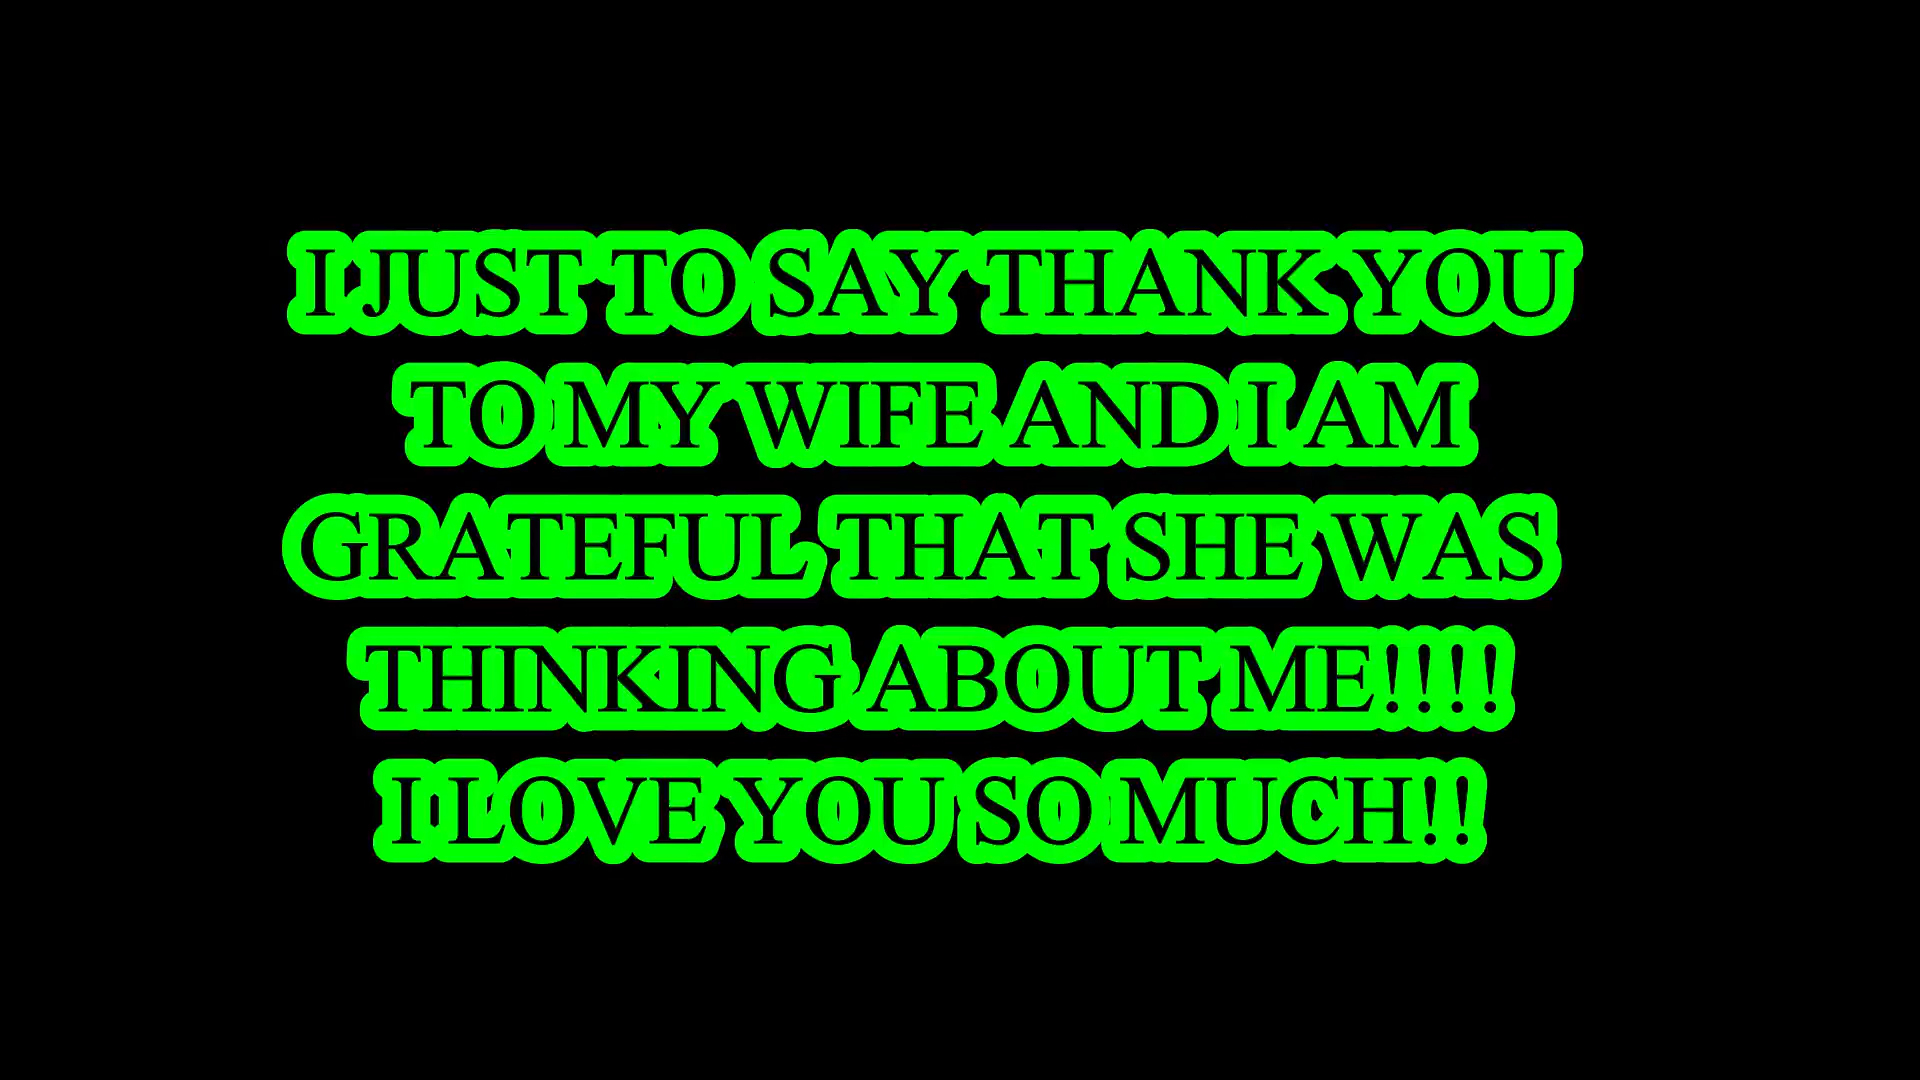 I JUST TO SAY THANK YOU
TO MY WIFE AND I AM
GRATEFUL THAT SHE WAS
THINKING ABOUT ME!!!!
I LOVE YOU SO MUCH!!